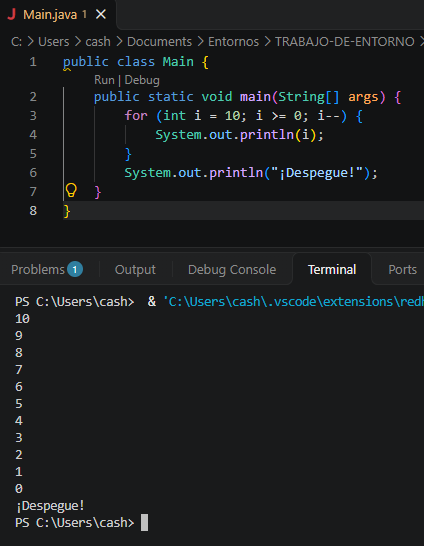 J Main.java 1 ×
C: > Users > cash > Documents > Entornos > TRABAJO-DE-ENTORNO >
1 public class Main {
Run | Debug
2 public static void main(String[] args) {
3 for (int i = 10; i >= 0; i--) {
4 System.out.println(i);
5 }
6 System.out.println("¡Despegue!");
7 }
8 }
Problems 1 Output Debug Console Terminal Ports
PS C:\Users\cash> & 'C:\Users\cash\.vscode\extensions\redh
10
9
8
7
6
5
4
3
2
1
0
¡Despegue!
PS C:\Users\cash>